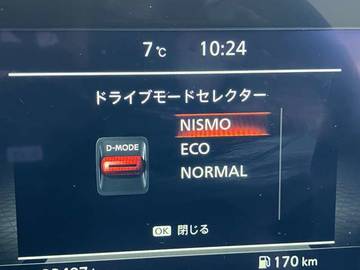 7℃ 10:24
ドライブモードセレクター
NISMO
D-MODE
ECO
NORMAL
OK 閉じる
170 km